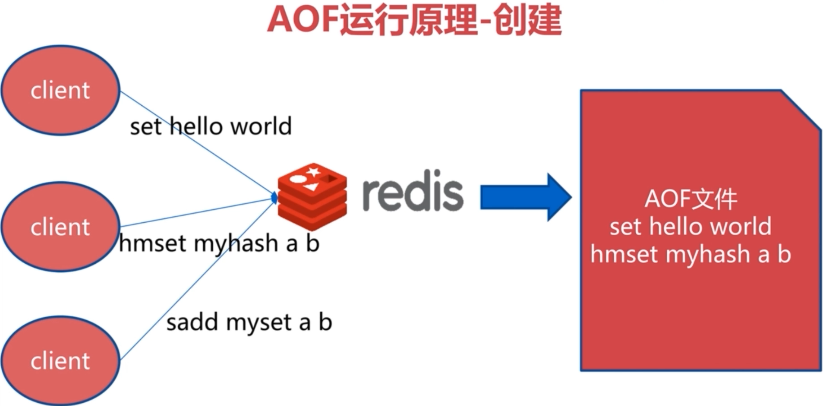 AOF运行原理-创建
client
set hello world
client
hmset myhash a b
sadd myset a b
client
redis
AOF文件
set hello world
hmset myhash a b